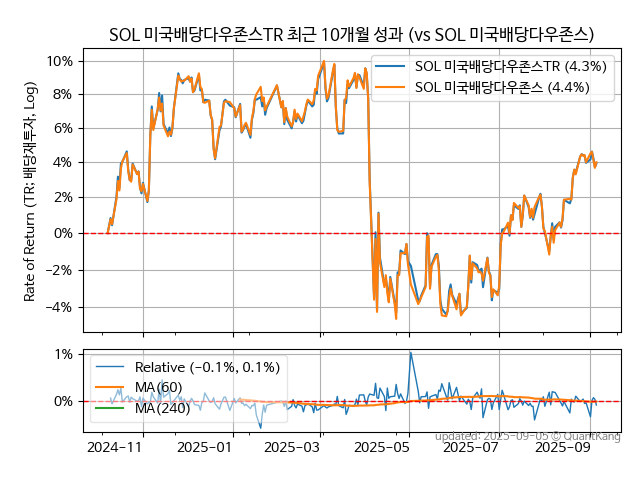 SOL 미국배당다우존스TR 최근 10개월 성과 (vs SOL 미국배당다우존스)
Rate of Return (TR: 배당재투자, Log)
10%
8%
6%
4%
2%
0%
−2%
−4%
SOL 미국배당다우존스TR (4.3%)
SOL 미국배당다우존스 (4.4%)
1%
0%
Relative (−0.1%, 0.1%)
MA(60)
MA(240)
updated: 2025-09-05 © QuantKang
2024−11 2025−01 2025−03 2025−05 2025−07 2025−09